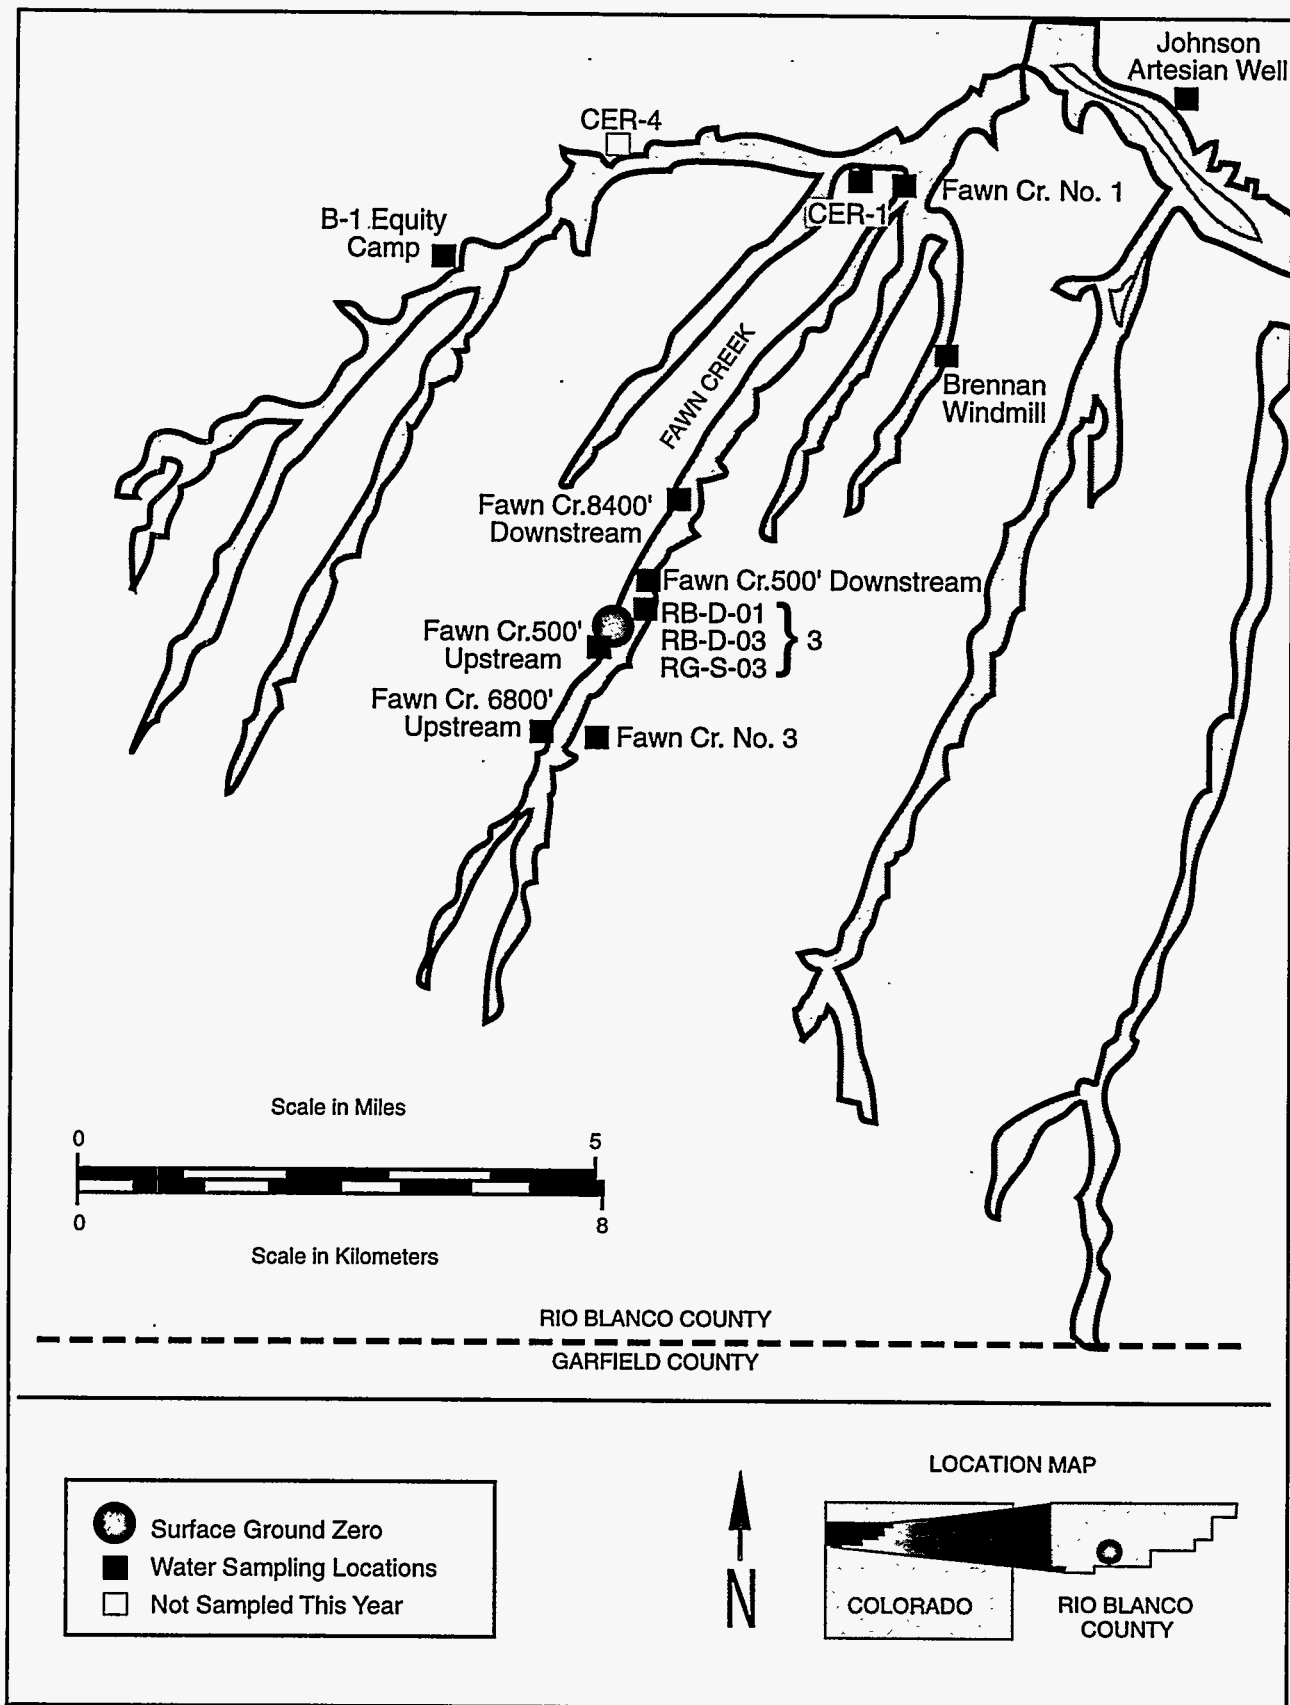 Johnson
Artesian Well
CER-4
Fawn Cr. No. 1
CER-1
B-1 Equity
Camp
FAWN CREEK
Brennan
Windmill
Fawn Cr.8400'
Downstream
Fawn Cr.500' Downstream
RB-D-01
RB-D-03
RG-S-03
3
Fawn Cr.500'
Upstream
Fawn Cr. 6800'
Upstream
Fawn Cr. No. 3
Scale in Miles
0 5
0 8
Scale in Kilometers
RIO BLANCO COUNTY
GARFIELD COUNTY
Surface Ground Zero
Water Sampling Locations
Not Sampled This Year
N
LOCATION MAP
COLORADO
RIO BLANCO
COUNTY